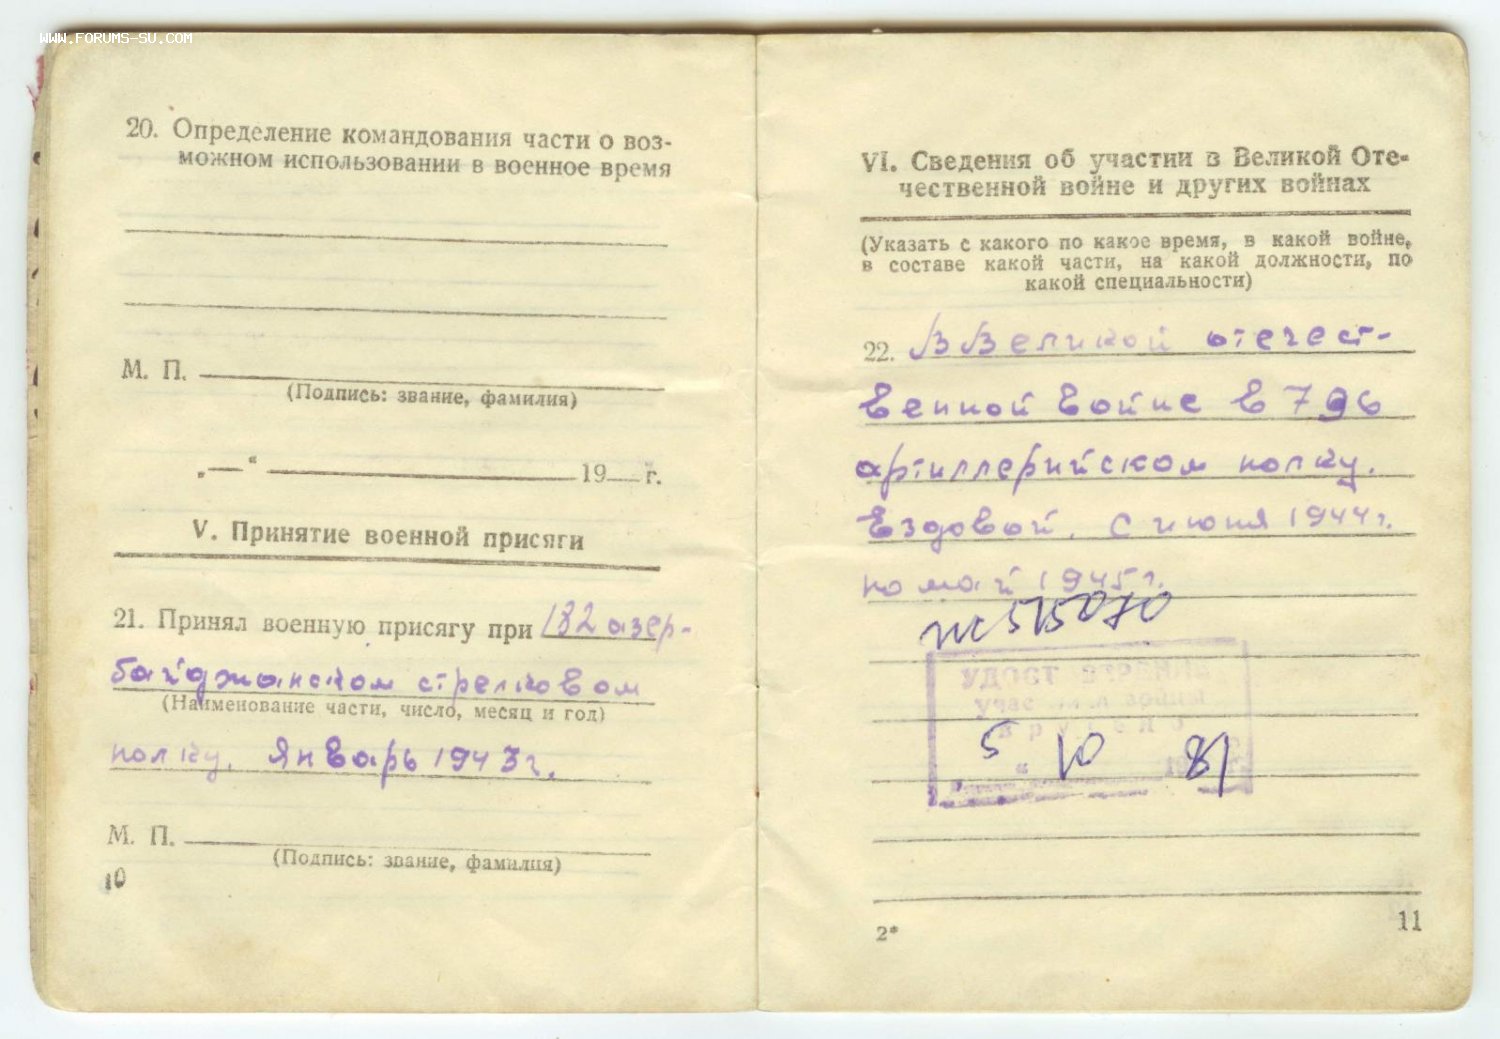 WWW.FORUMS-SU.COM
20. Определение командования части о воз-
можном использовании в военное время
М. П.
(Подпись: звание, фамилия)
„—“ 19 г.
V. Принятие военной присяги
21. Принял военную присягу при 182 азер-
байджанском стрелковом
(Наименование части, число, месяц и год)
полку. Январь 1943 г.
М. П.
(Подпись: звание, фамилия)
10
VI. Сведения об участии в Великой Оте-
чественной войне и других войнах
(Указать с какого по какое время, в какой войне,
в составе какой части, на какой должности, по
какой специальности)
22. В Великой отечест-
венной войне в 796
артиллерийском полку.
Ездовой. С июня 1944 г.
по май 1945 г.
515070
УДОСТ
войны
5 10 81
2*
11